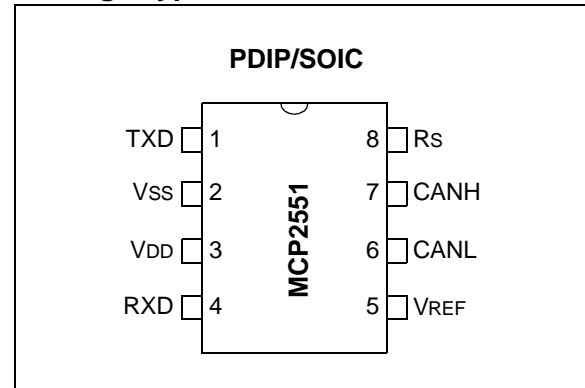 PDIP/SOIC
TXD 1 8 RS
VSS 2 7 CANH
VDD 3 6 CANL
RXD 4 5 VREF
MCP2551